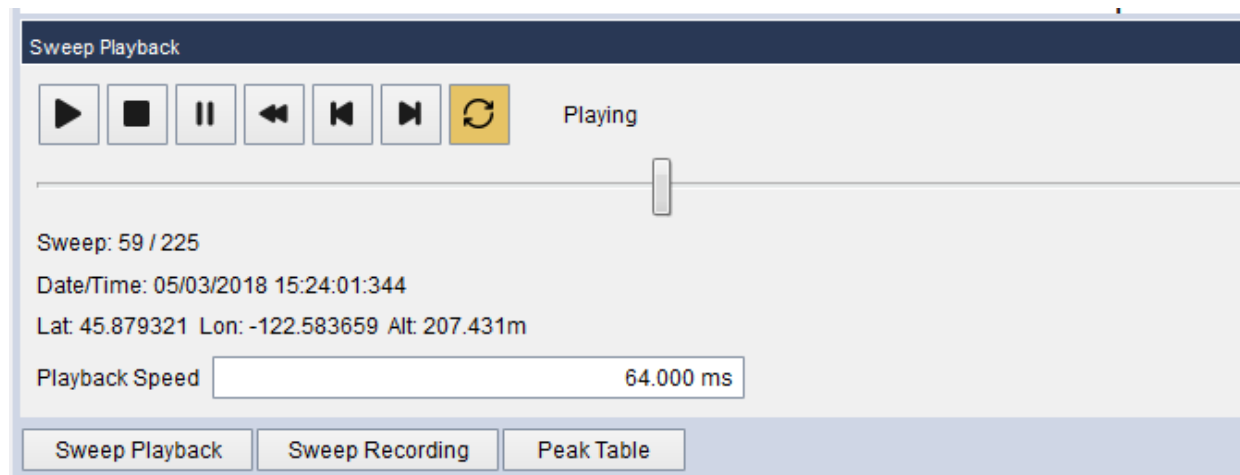 Sweep Playback
Playing
Sweep: 59 / 225
Date/Time: 05/03/2018 15:24:01:344
Lat: 45.879321 Lon: -122.583659 Alt: 207.431m
Playback Speed 64.000 ms
Sweep Playback Sweep Recording Peak Table